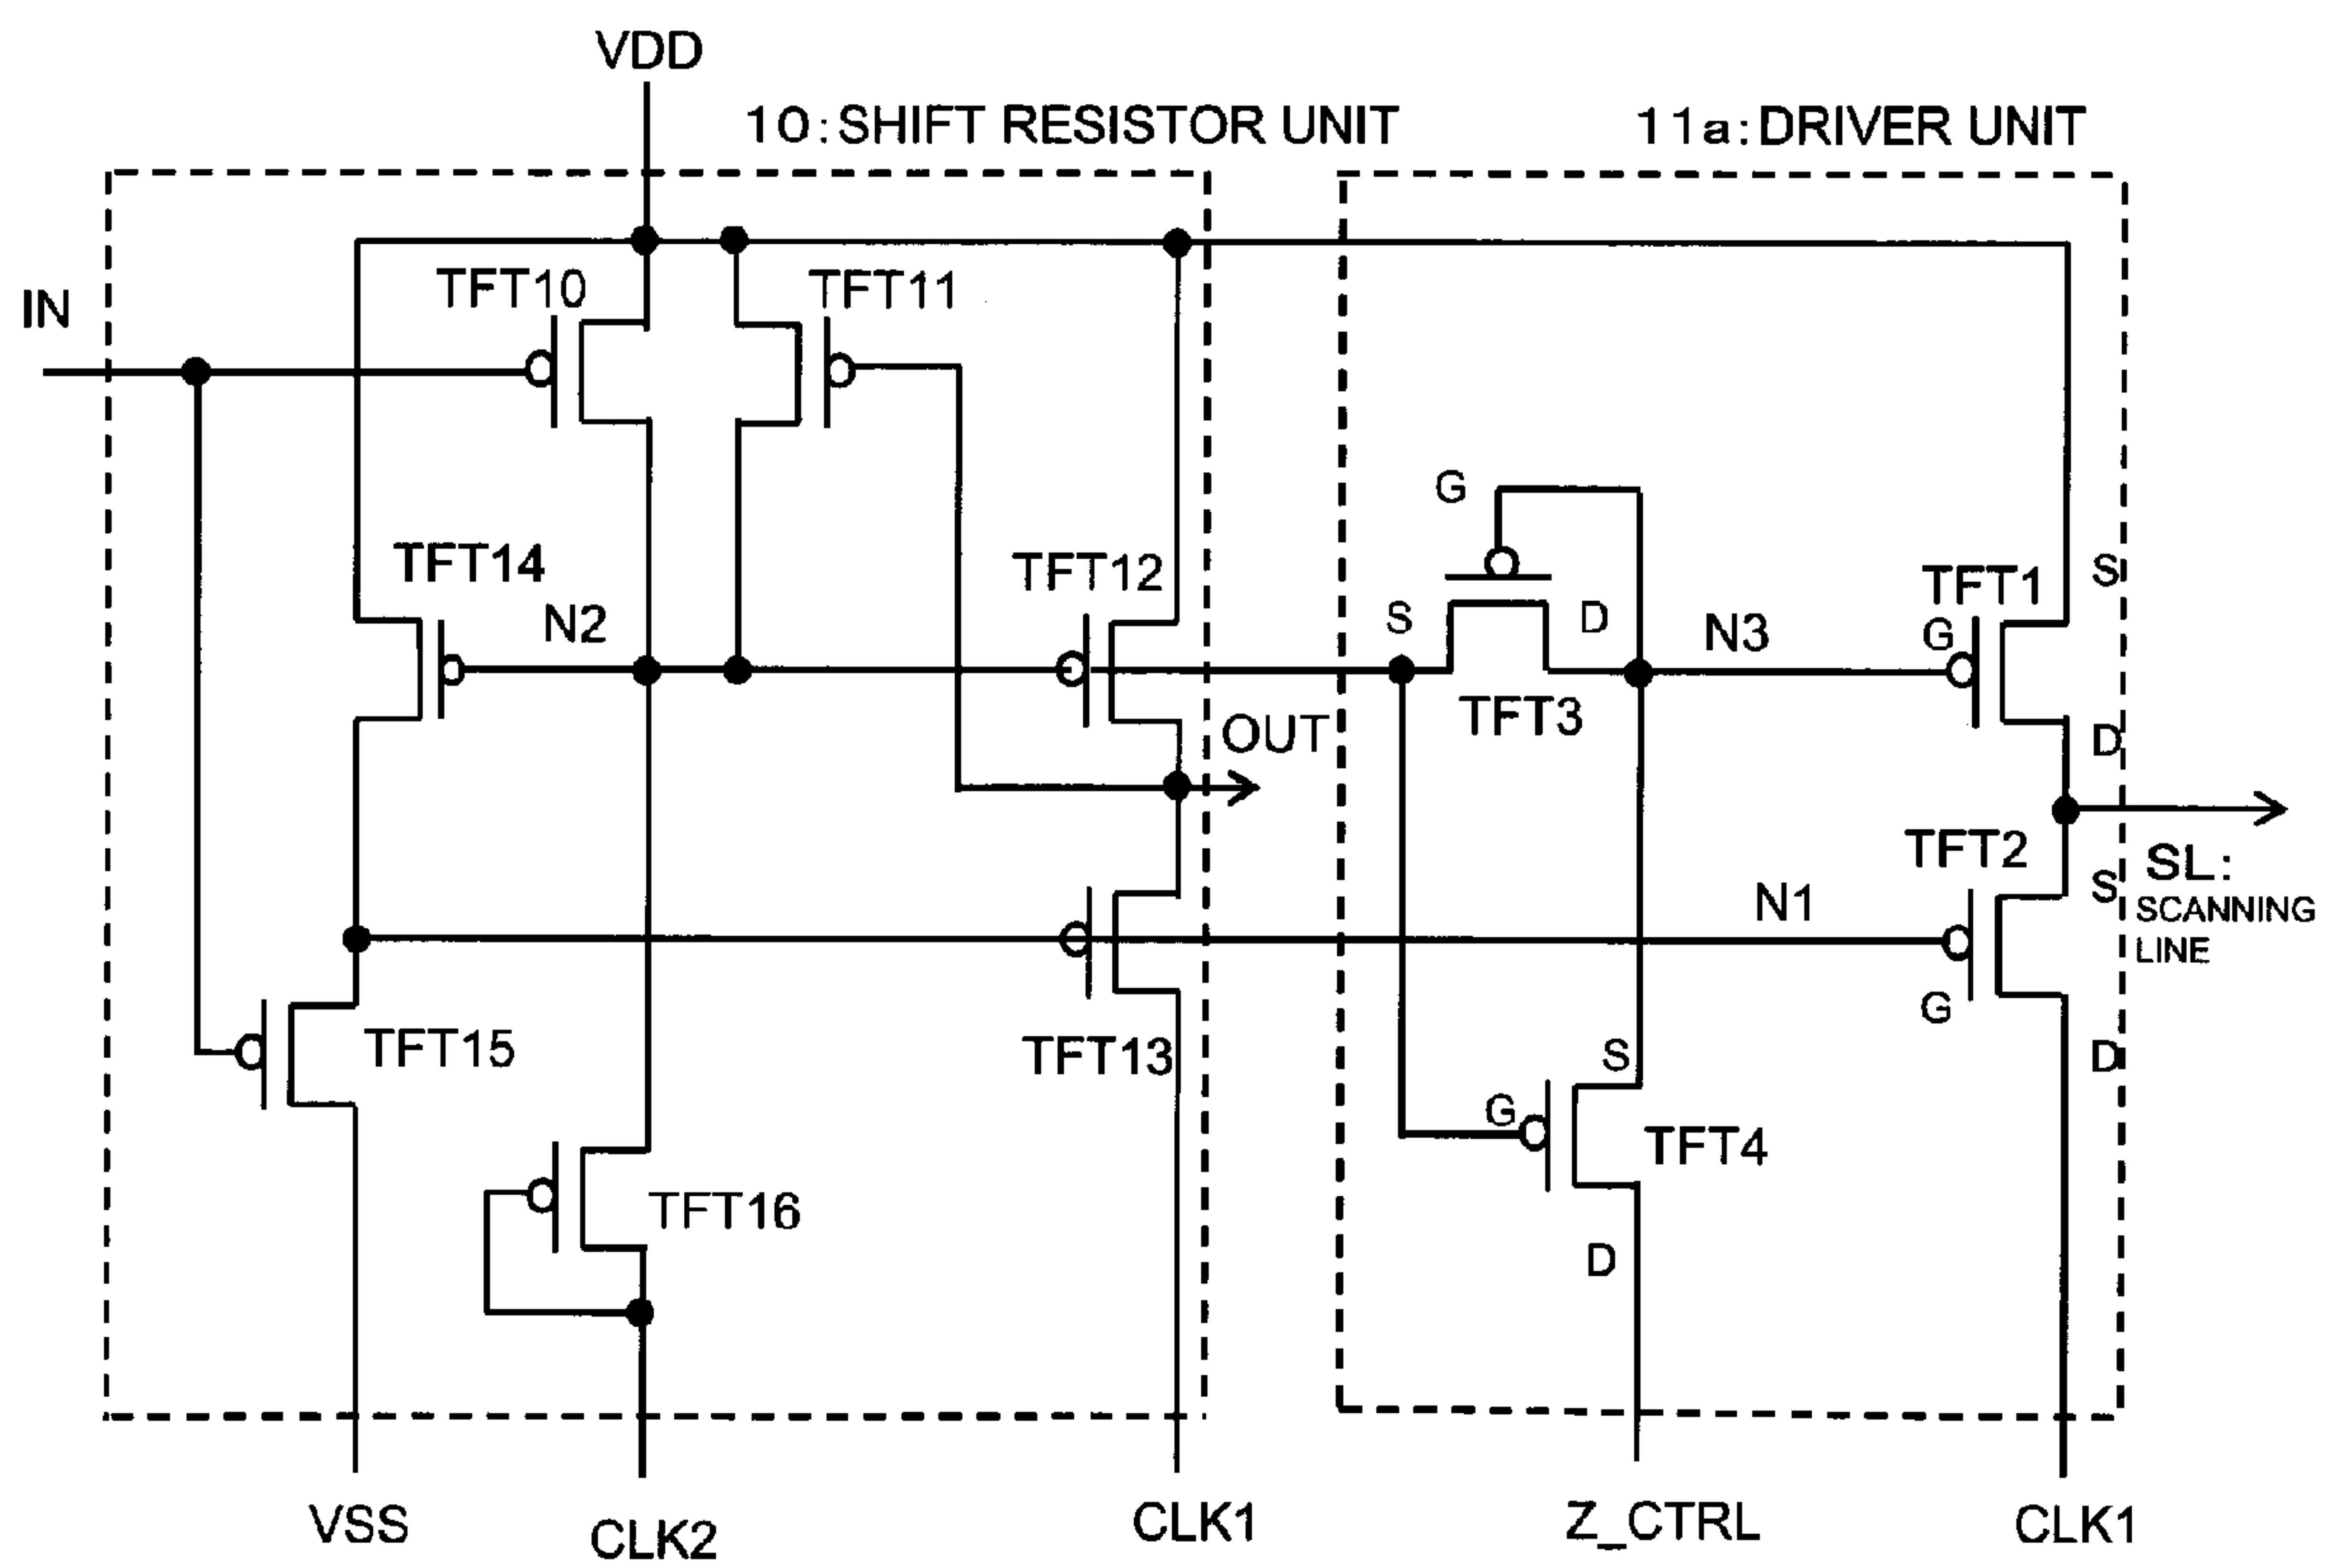 VDD
10:SHIFT RESISTOR UNIT
11a:DRIVER UNIT
IN
TFT10
TFT11
G
TFT14
TFT12
N2
S
D
N3
TFT1
S
G
TFT3
OUT
D
TFT2
SL:
S
SCANNING
LINE
N1
G
TFT15
TFT13
S
D
G
TFT4
TFT16
D
VSS
CLK2
CLK1
Z_CTRL
CLK1